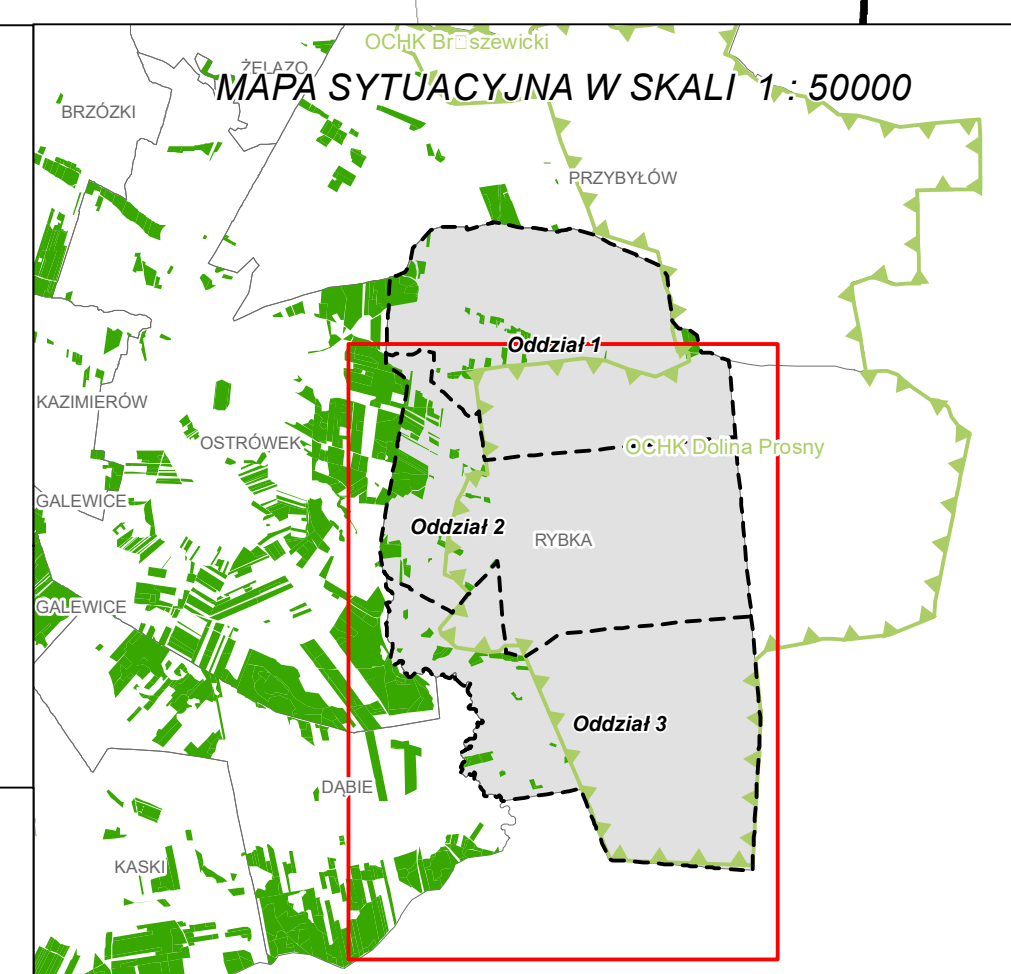 OCHK Br▯szewicki
ŻELAZO
MAPA SYTUACYJNA W SKALI 1 : 50000
BRZÓZKI
PRZYBYŁÓW
Oddział 1
KAZIMIERÓW
OSTRÓWEK
OCHK Dolina Prosny
GALEWICE
Oddział 2
RYBKA
GALEWICE
Oddział 3
DĄBIE
KASKI